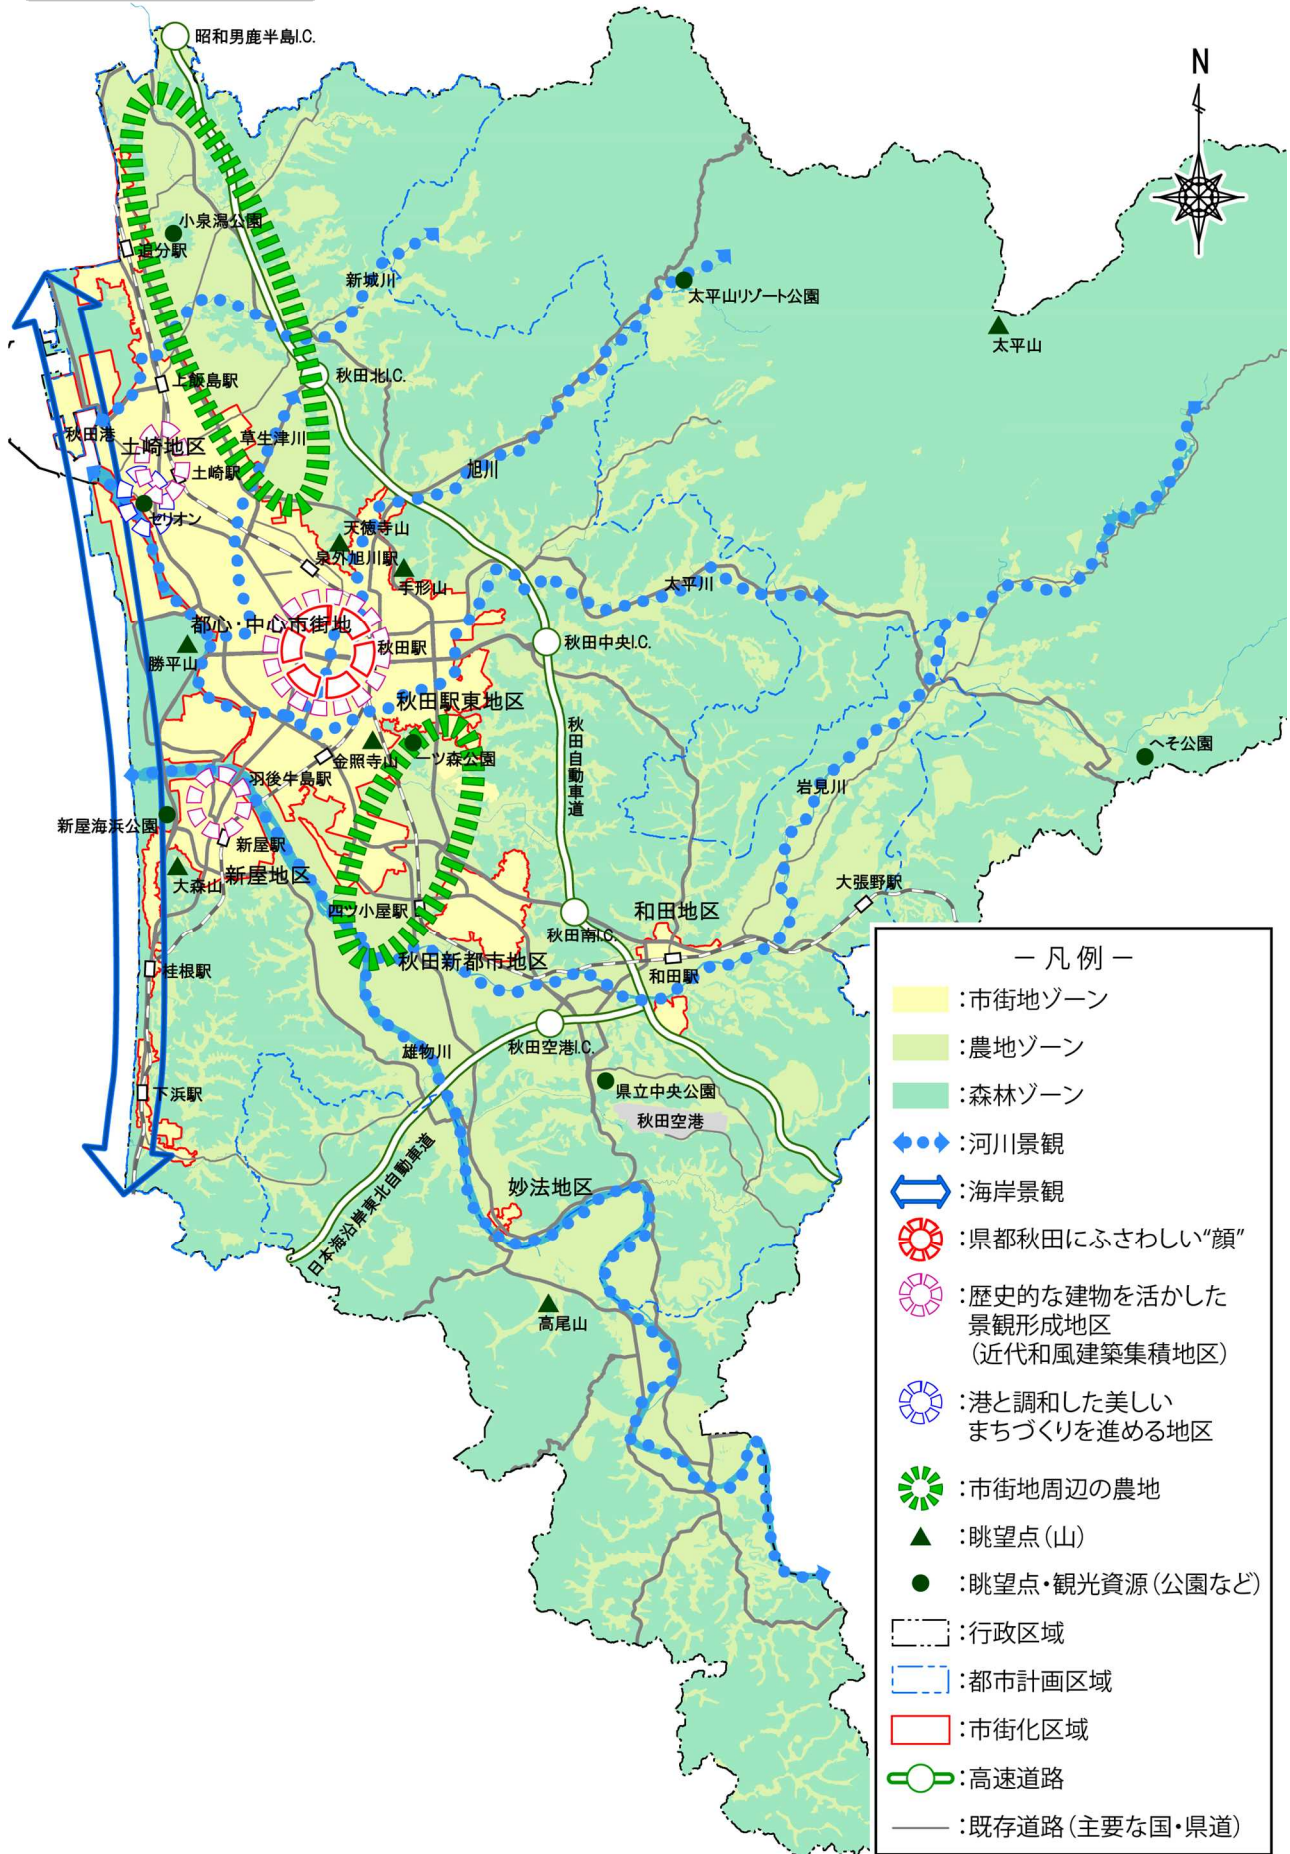 昭和男鹿半島I.C.
N
小泉潟公園
追分駅
新城川
太平山リゾート公園
太平山
上飯島駅
秋田北I.C.
秋田港
土崎地区
草生津川
土崎駅
旭川
セリオン
天徳寺山
泉外旭川駅
手形山
太平川
都心・中心市街地
秋田駅
秋田中央I.C.
勝平山
秋田駅東地区
秋田自動車道
金照寺山
一ツ森公園
へそ公園
羽後牛島駅
岩見川
新屋海浜公園
新屋駅
大森山
新屋地区
大張野駅
四ツ小屋駅
和田地区
秋田南I.C.
秋田新都市地区
和田駅
桂根駅
雄物川
秋田空港I.C.
下浜駅
県立中央公園
秋田空港
日本海沿岸東北自動車道
妙法地区
高尾山
－凡例－
：市街地ゾーン
：農地ゾーン
：森林ゾーン
：河川景観
：海岸景観
：県都秋田にふさわしい“顔”
：歴史的な建物を活かした
景観形成地区
（近代和風建築集積地区）
：港と調和した美しい
まちづくりを進める地区
：市街地周辺の農地
：眺望点（山）
：眺望点・観光資源（公園など）
：行政区域
：都市計画区域
：市街化区域
：高速道路
：既存道路（主要な国・県道）